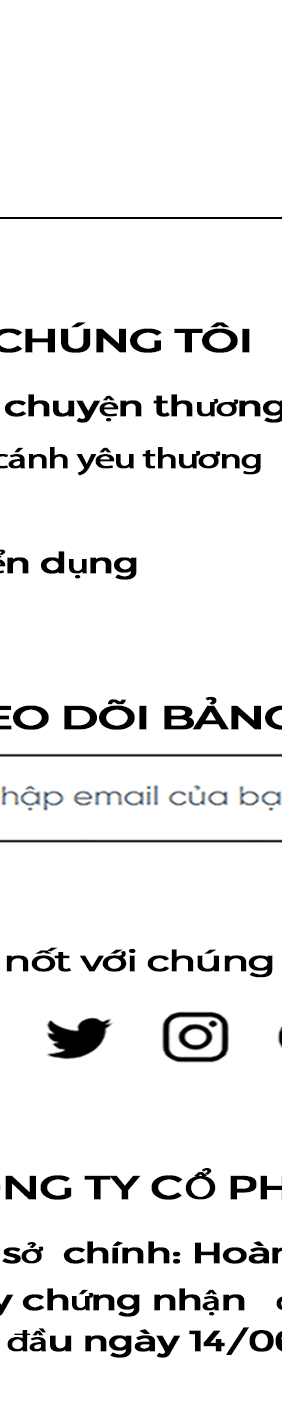 CHÚNG TÔI
chuyện thương
cánh yêu thương
ển dụng
EO DÕI BẢNG
hập email của bạ
nốt với chúng
NG TY CỔ PH
sở chính: Hoàn
y chứng nhận
đầu ngày 14/06